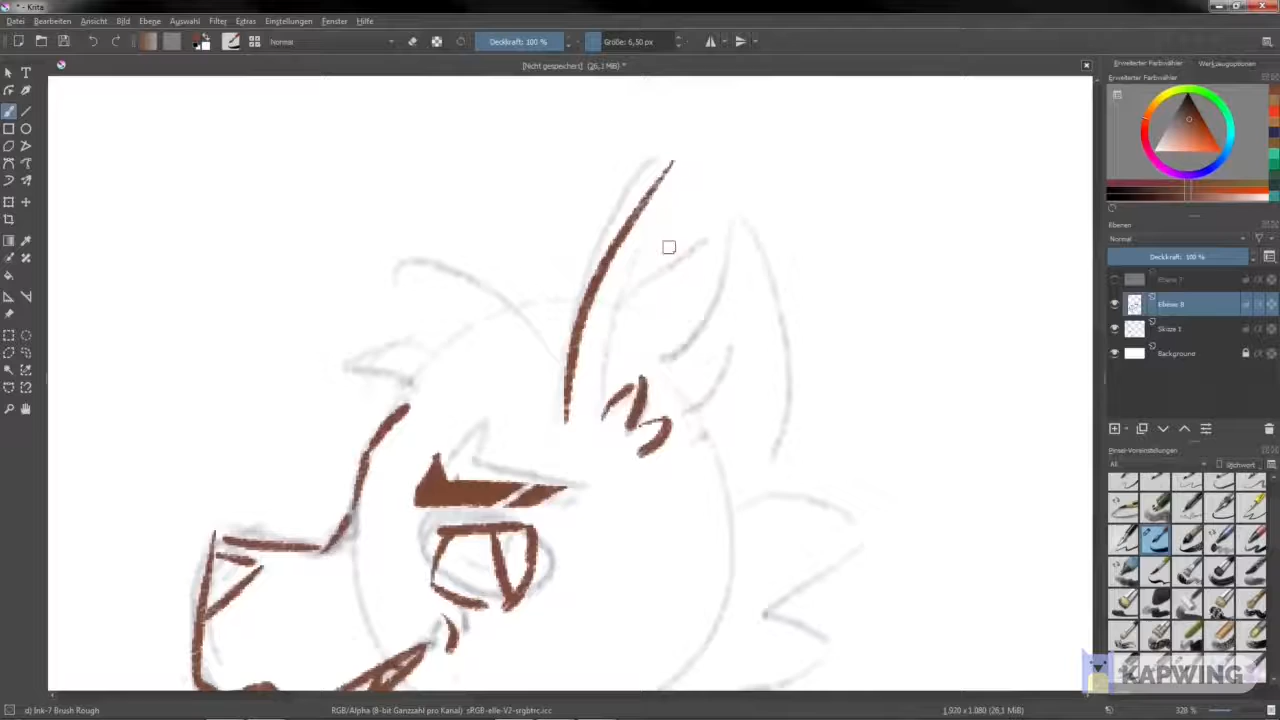 * - Krita
Datei Bearbeiten Ansicht Bild Ebene Auswahl Filter Extras Einstellungen Fenster Hilfe
Normal Deckkraft: 100 % Größe: 6,50 px
[Nicht gespeichert] (26,1 MiB) *
Erweiterter Farbwähler Werkzeugoptionen
Erweiterter Farbwähler
Ebenen
Normal
Deckkraft: 100 %
Ebene 8
Skizze 1
Background
Pinsel-Voreinstellungen
All... Stichwort
KAPWING
d) Ink-7 Brush Rough RGB/Alpha (8-bit Ganzzahl pro Kanal) sRGB-elle-V2-srgbtrc.icc 1.920 x 1.080 (26,1 MiB) 328 %